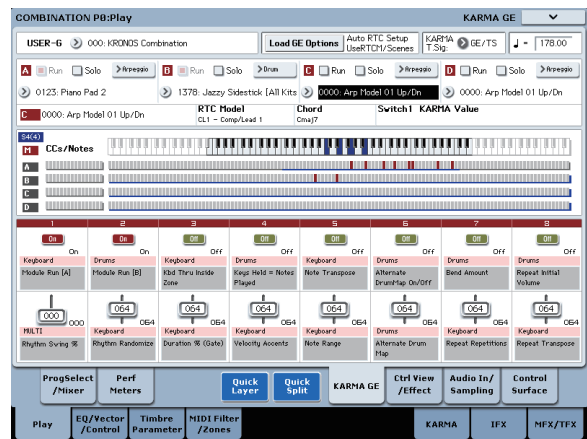 COMBINATION P0:Play KARMA GE
USER-G 000: KRONOS Combination Load GE Options Auto RTC Setup UseRTCM/Scenes KARMA T.Sig: GE/TS ♩ = 178.00
A Run Solo Arpeggio B Run Solo Drum C Run Solo Arpeggio D Run Solo Arpeggio
0123: Piano Pad 2 1378: Jazzy Sidestick [All Kits 0000: Arp Model 01 Up/Dn 0000: Arp Model 01 Up/Dn
C 0000: Arp Model 01 Up/Dn RTC Model Chord Switch1 KARMA Value
CL1 - Comp/Lead 1 Cmaj7
S4(4)
M CCs/Notes
A
B
C
D
1 2 3 4 5 6 7 8
On On Off Off Off Off Off Off
On On Off Off Off Off Off Off
Keyboard Drums Keyboard Drums Keyboard Drums Keyboard Drums
Module Run [A] Module Run [B] Kbd Thru Inside Zone Keys Held = Notes Played Note Transpose Alternate DrumMap On/Off Bend Amount Repeat Initial Volume
000 064 064 064 064 064 064 064
000 064 064 064 064 064 064 064
MULTI Keyboard Keyboard Keyboard Keyboard Drums Keyboard Keyboard
Rhythm Swing % Rhythm Randomize Duration % (Gate) Velocity Accents Note Range Alternate Drum Map Repeat Repetitions Repeat Transpose
ProgSelect /Mixer Perf Meters Quick Layer Quick Split KARMA GE Ctrl View /Effect Audio In/ Sampling Control Surface
Play EQ/Vector /Control Timbre Parameter MIDI Filter /Zones KARMA IFX MFX/TFX